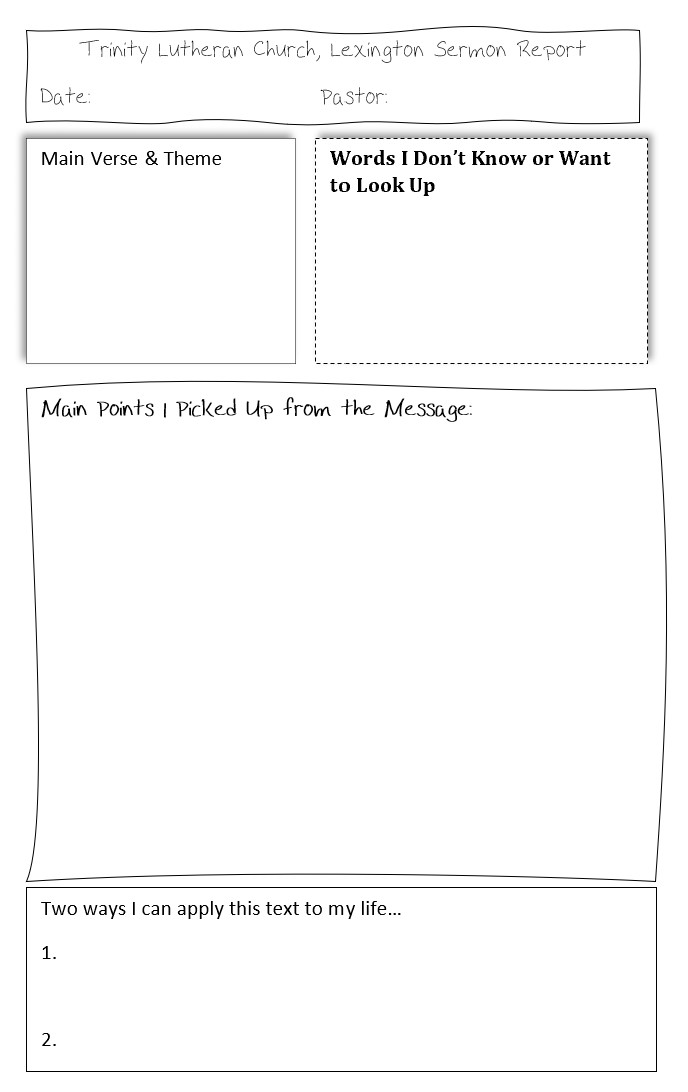 Trinity Lutheran Church, Lexington Sermon Report
Date: Pastor:
Main Verse & Theme
Words I Don’t Know or Want
to Look Up
Main Points I Picked Up from the Message:
Two ways I can apply this text to my life…
1.
2.